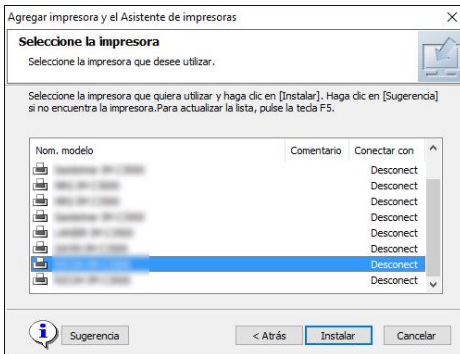 Agregar impresora y el Asistente de impresoras
Seleccione la impresora
Seleccione la impresora que desee utilizar.
Seleccione la impresora que quiera utilizar y haga clic en [Instalar]. Haga clic en [Sugerencia]
si no encuentra la impresora.Para actualizar la lista, pulse la tecla F5.
Nom. modelo Comentario Conectar con
Desconect
Desconect
Desconect
Desconect
Desconect
Desconect
Desconect
Desconect
Sugerencia < Atrás Instalar Cancelar